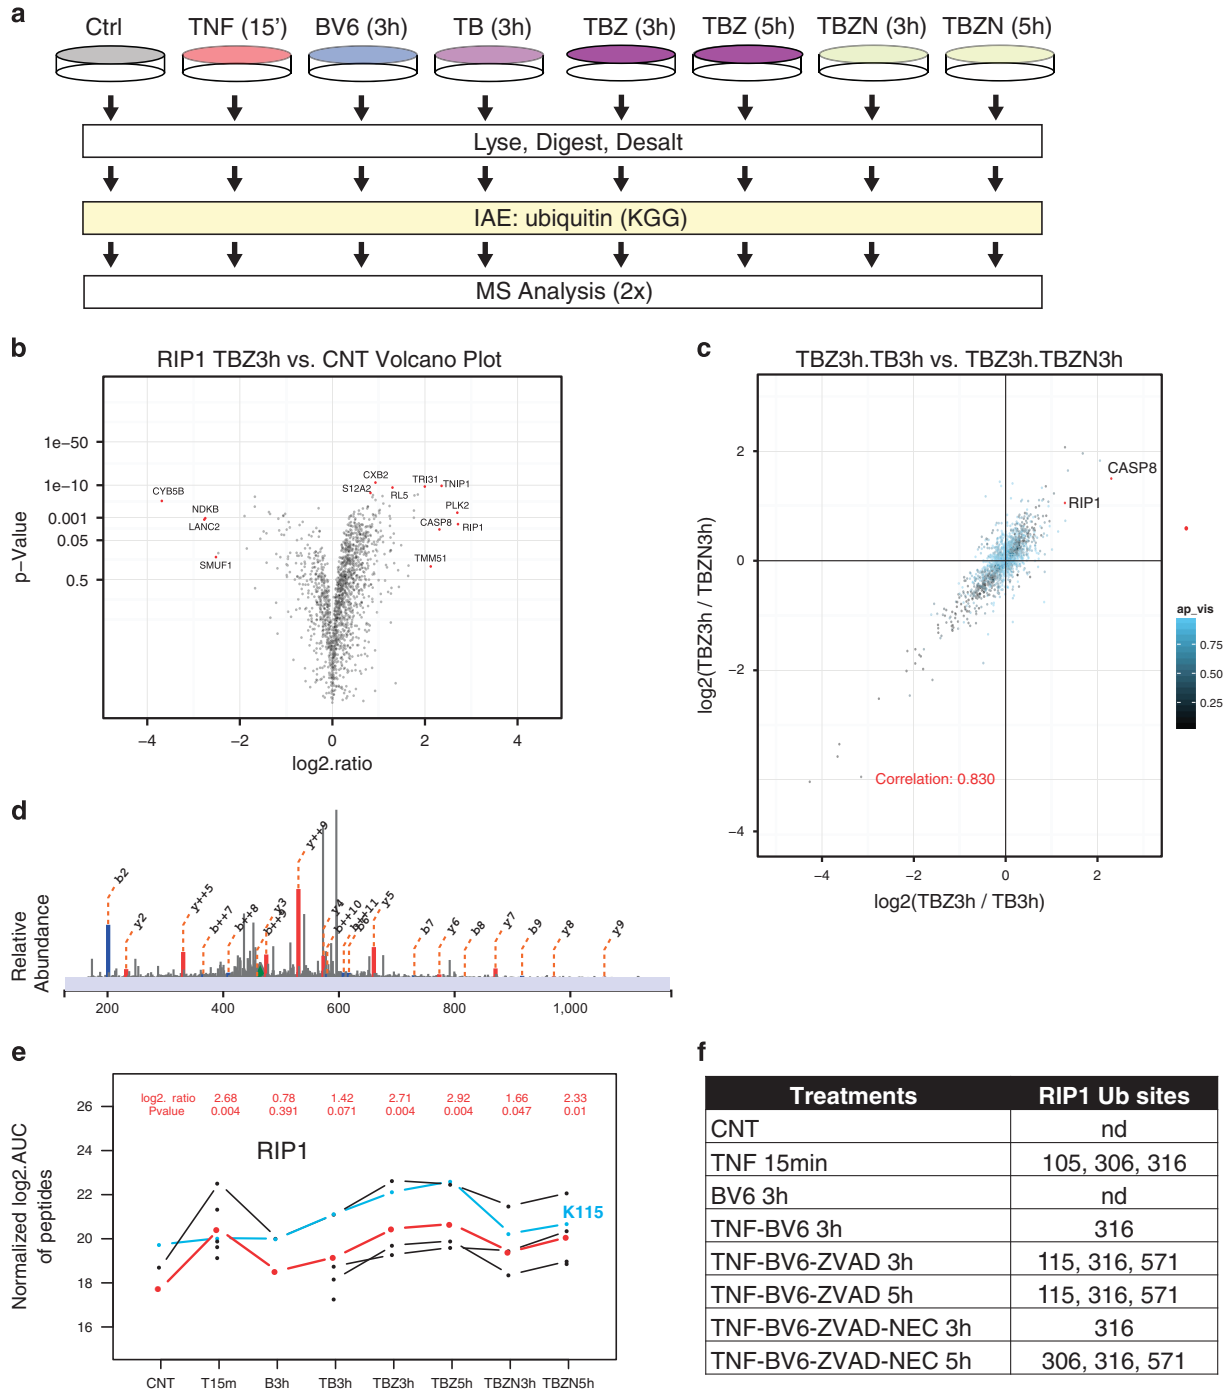 a
Ctrl TNF (15') BV6 (3h) TB (3h) TBZ (3h) TBZ (5h) TBZN (3h) TBZN (5h)
Lyse, Digest, Desalt
IAE: ubiquitin (KGG)
MS Analysis (2x)
b
RIP1 TBZ3h vs. CNT Volcano Plot
p-Value
1e−50
1e−10
0.001
0.05
0.5
CYB5B
NDKB
LANC2
SMUF1
CXB2
S12A2
RL5
TRI31
TNIP1
PLK2
CASP8
RIP1
TMM51
−4 −2 0 2 4
log2.ratio
c
TBZ3h.TB3h vs. TBZ3h.TBZN3h
log2(TBZ3h / TBZN3h)
2
0
−2
−4
CASP8
RIP1
Correlation: 0.830
−4 −2 0 2
log2(TBZ3h / TB3h)
ap_vis
0.75
0.50
0.25
d
Relative
Abundance
b2
y2
y++5
b++7
b++8
b++9
y3
y++9
y4
b++10
b++11
b6
y5
b7
y6
b8
y7
b9
y8
y9
200 400 600 800 1,000
e
Normalized log2.AUC
of peptides
26
24
22
20
18
16
log2. ratio 2.68 0.78 1.42 2.71 2.92 1.66 2.33
Pvalue 0.004 0.391 0.071 0.004 0.004 0.047 0.01
RIP1
K115
CNT T15m B3h TB3h TBZ3h TBZ5h TBZN3h TBZN5h
f
Treatments RIP1 Ub sites
CNT nd
TNF 15min 105, 306, 316
BV6 3h nd
TNF-BV6 3h 316
TNF-BV6-ZVAD 3h 115, 316, 571
TNF-BV6-ZVAD 5h 115, 316, 571
TNF-BV6-ZVAD-NEC 3h 316
TNF-BV6-ZVAD-NEC 5h 306, 316, 571